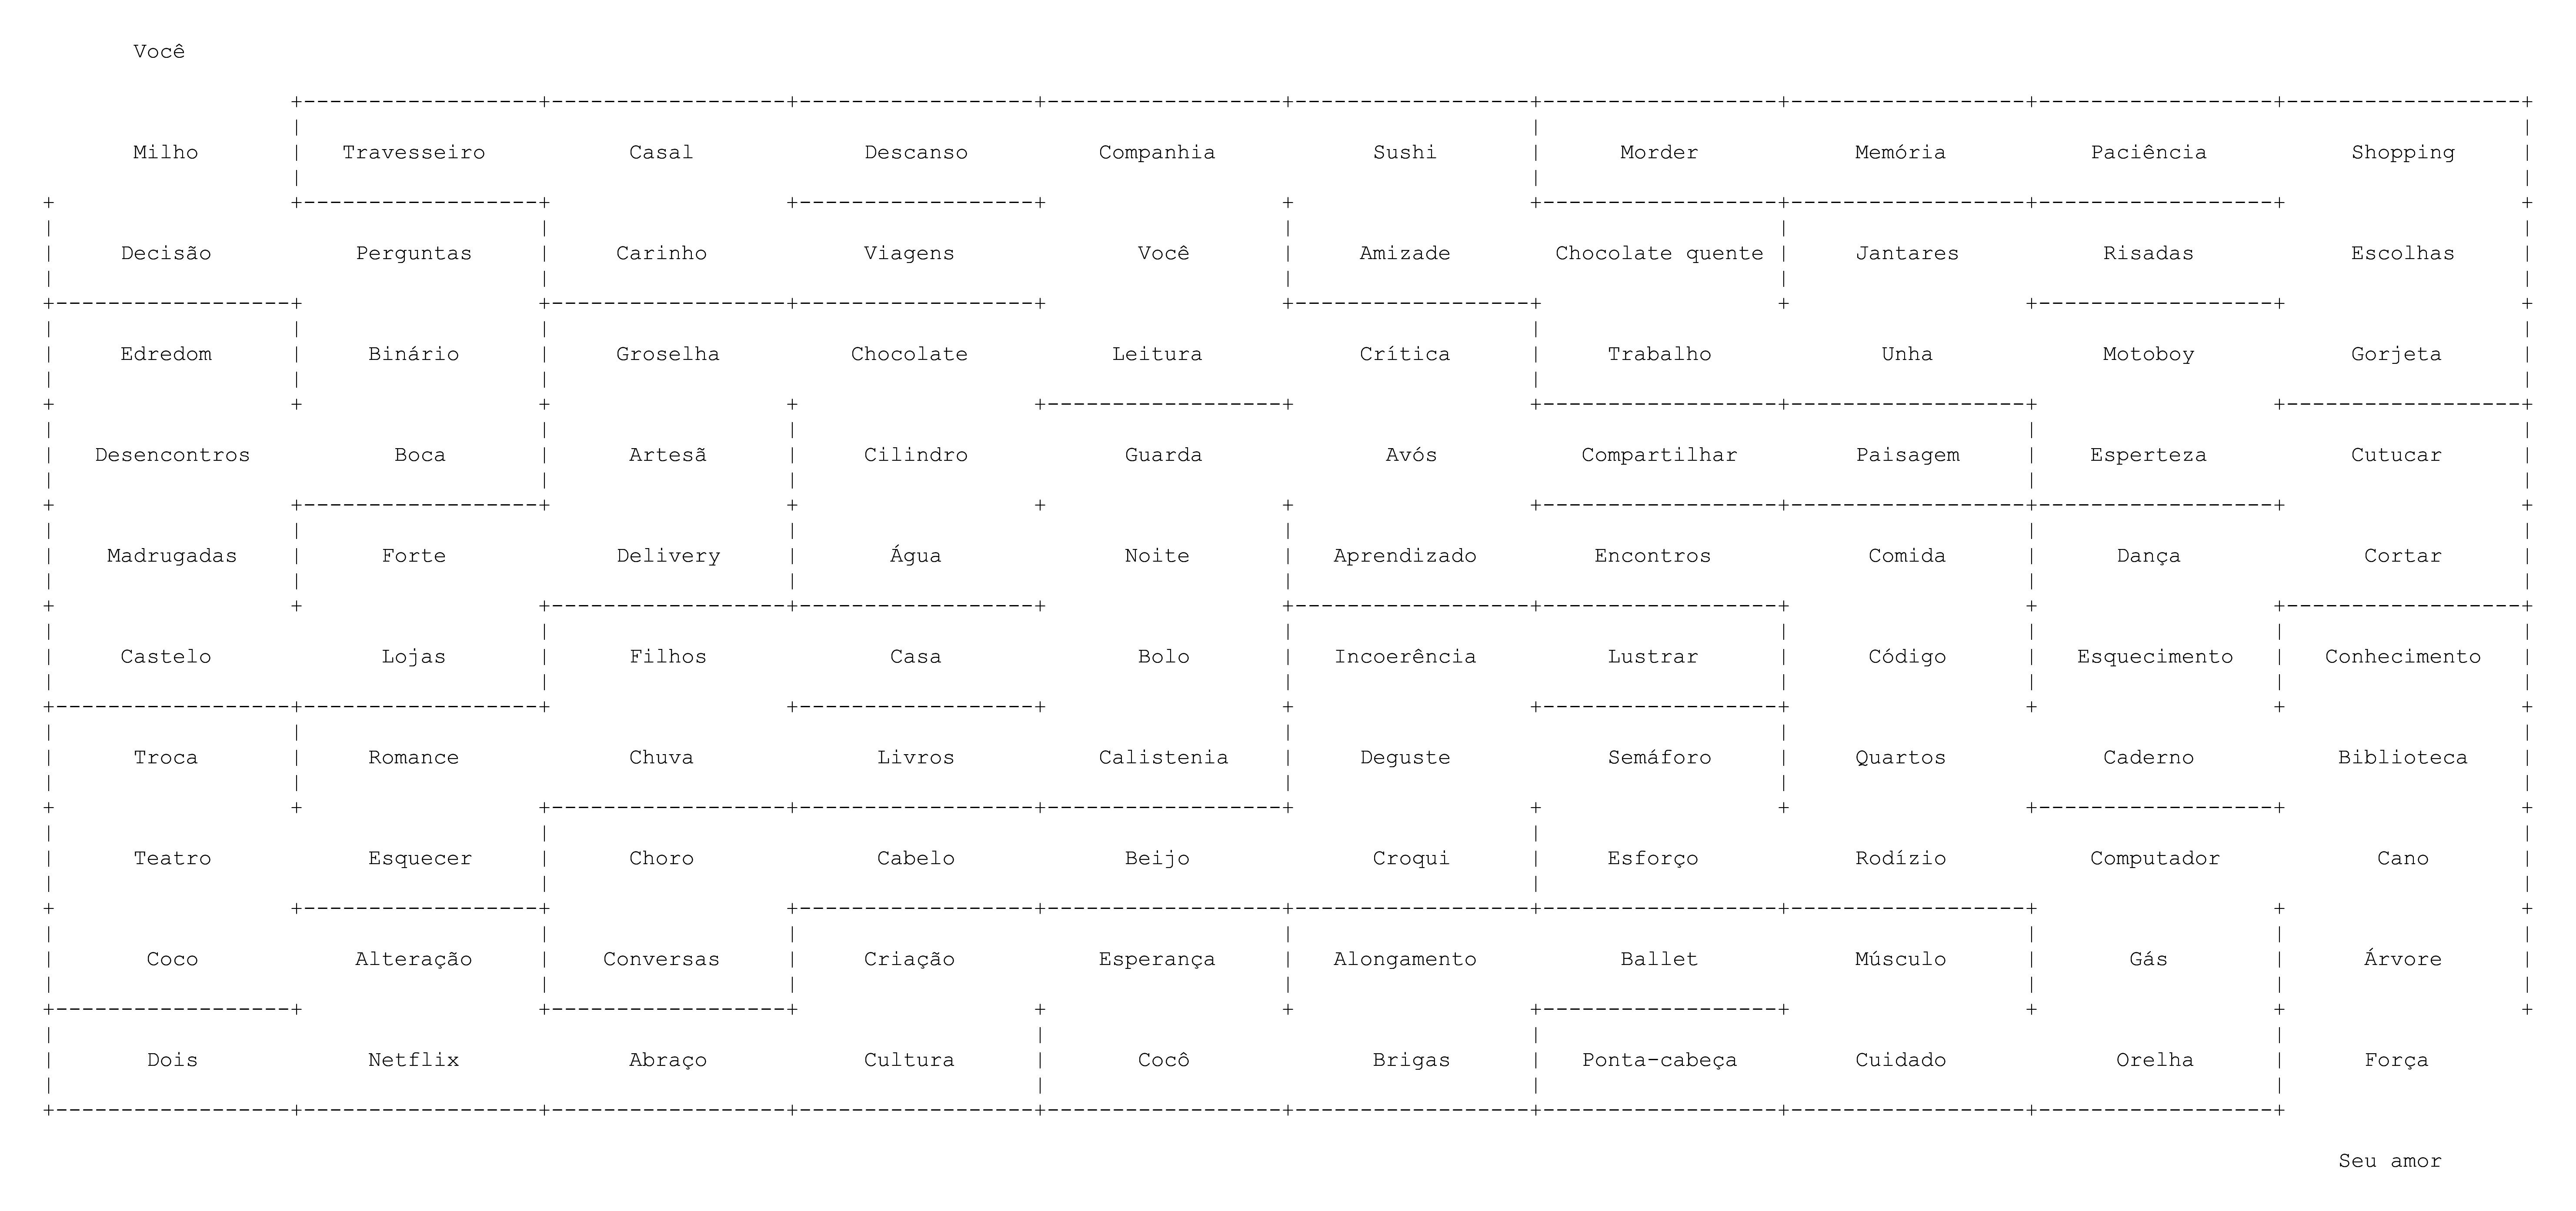 Você
Milho Travesseiro Casal Descanso Companhia Sushi Morder Memória Paciência Shopping
Decisão Perguntas Carinho Viagens Você Amizade Chocolate quente Jantares Risadas Escolhas
Edredom Binário Groselha Chocolate Leitura Crítica Trabalho Unha Motoboy Gorjeta
Desencontros Boca Artesã Cilindro Guarda Avós Compartilhar Paisagem Esperteza Cutucar
Madrugadas Forte Delivery Água Noite Aprendizado Encontros Comida Dança Cortar
Castelo Lojas Filhos Casa Bolo Incoerência Lustrar Código Esquecimento Conhecimento
Troca Romance Chuva Livros Calistenia Deguste Semáforo Quartos Caderno Biblioteca
Teatro Esquecer Choro Cabelo Beijo Croqui Esforço Rodízio Computador Cano
Coco Alteração Conversas Criação Esperança Alongamento Ballet Músculo Gás Árvore
Dois Netflix Abraço Cultura Cocô Brigas Ponta-cabeça Cuidado Orelha Força
Seu amor